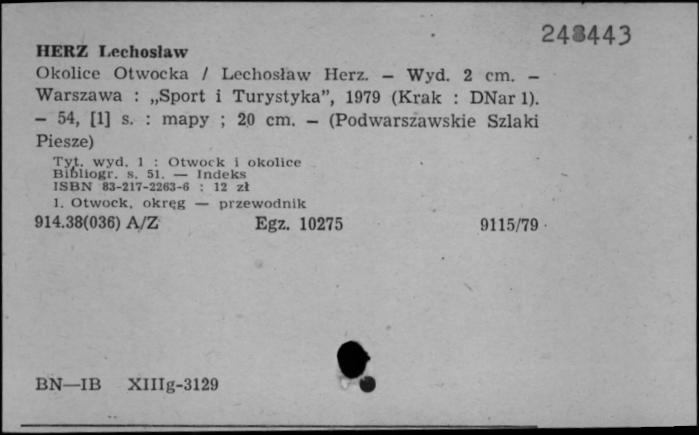 248443
HERZ Lechosław
Okolice Otwocka / Lechosław Herz. — Wyd. 2 cm. —
Warszawa : „Sport i Turystyka”, 1979 (Krak : DNar 1).
— 54, [1] s. : mapy ; 20 cm. — (Podwarszawskie Szlaki
Piesze)
Tyt. wyd. 1 : Otwock i okolice
Bibliogr. s. 51. — Indeks
ISBN 83-217-2263-6 : 12 zł
1. Otwock, okręg — przewodnik
914.38(036) A/Z Egz. 10275 9115/79
BN—IB XIIIg-3129